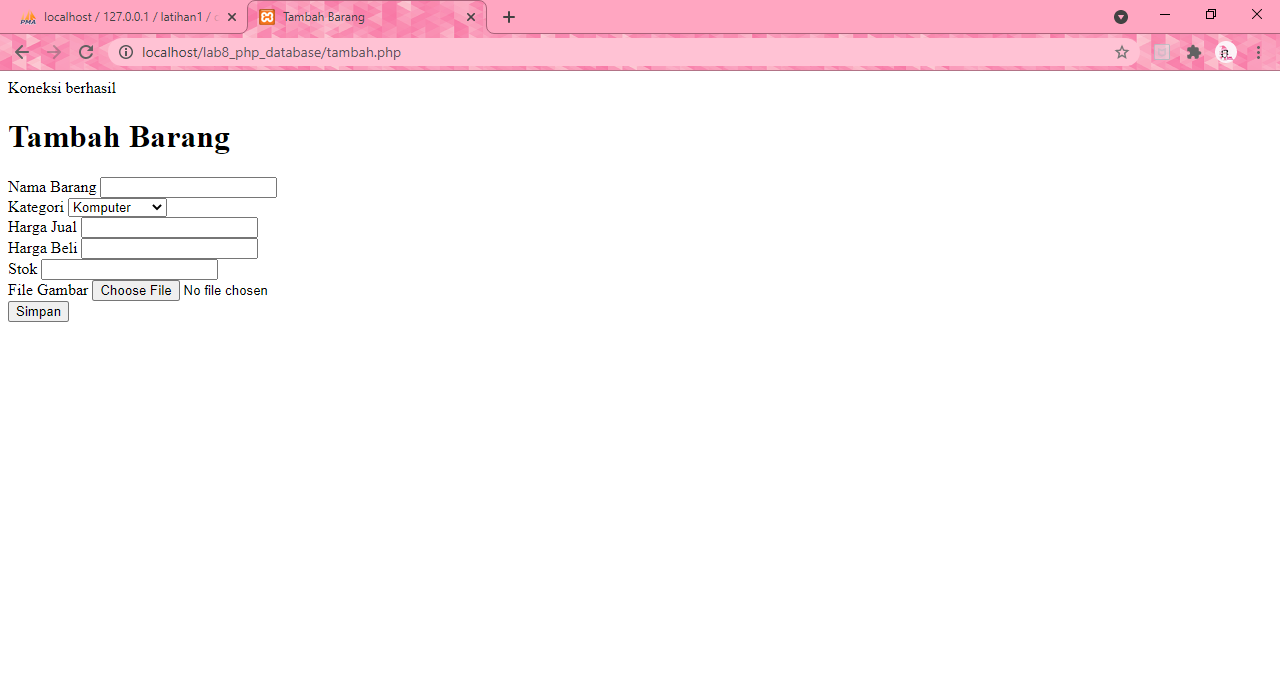 PMA localhost / 127.0.0.1 / latihan1 / Tambah Barang
localhost/lab8_php_database/tambah.php
Koneksi berhasil
Tambah Barang
Nama Barang
Kategori Komputer
Harga Jual
Harga Beli
Stok
File Gambar Choose File No file chosen
Simpan